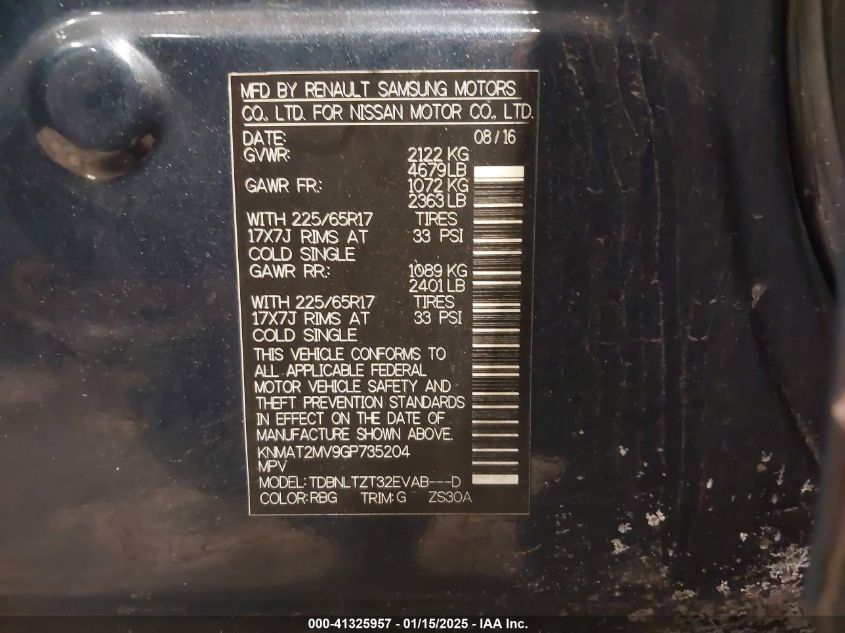 MFD BY RENAULT SAMSUNG MOTORS
CO., LTD. FOR NISSAN MOTOR CO., LTD.
DATE: 08/16
GVWR: 2122 KG
4679 LB
GAWR FR.: 1072 KG
2363 LB
WITH 225/65R17 TIRES
17X7J RIMS AT 33 PSI
COLD SINGLE
GAWR RR.: 1089 KG
2401 LB
WITH 225/65R17 TIRES
17X7J RIMS AT 33 PSI
COLD SINGLE
THIS VEHICLE CONFORMS TO
ALL APPLICABLE FEDERAL
MOTOR VEHICLE SAFETY AND
THEFT PREVENTION STANDARDS
IN EFFECT ON THE DATE OF
MANUFACTURE SHOWN ABOVE.
KNMAT2MV9GP735204
MPV
MODEL: TDBNLTZT32EVAB---D
COLOR: RBG TRIM: G ZS30A
000-41325957 - 01/15/2025 - IAA Inc.